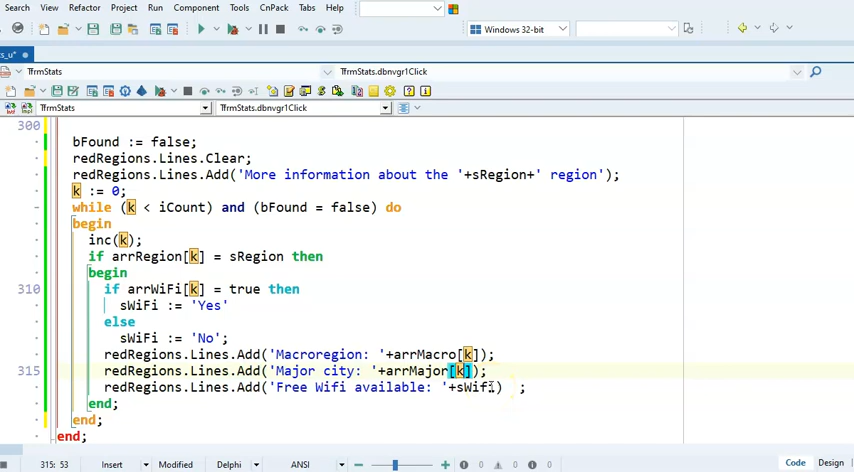 Search View Refactor Project Run Component Tools CnPack Tabs Help
Windows 32-bit
ts_u*
TfrmStats TfrmStats.dbnvgr1Click
TfrmStats TfrmStats.dbnvgr1Click
300
bFound := false;
redRegions.Lines.Clear;
redRegions.Lines.Add('More information about the '+sRegion+' region');
k := 0;
while (k < iCount) and (bFound = false) do
begin
inc(k);
if arrRegion[k] = sRegion then
begin
310 if arrWiFi[k] = true then
sWiFi := 'Yes'
else
sWiFi := 'No';
redRegions.Lines.Add('Macroregion: '+arrMacro[k]);
315 redRegions.Lines.Add('Major city: '+arrMajor[k]);
redRegions.Lines.Add('Free Wifi available: '+sWifi) ;
end;
end;
end;
315: 53 Insert Modified Delphi ANSI 0 0 0 Code Design